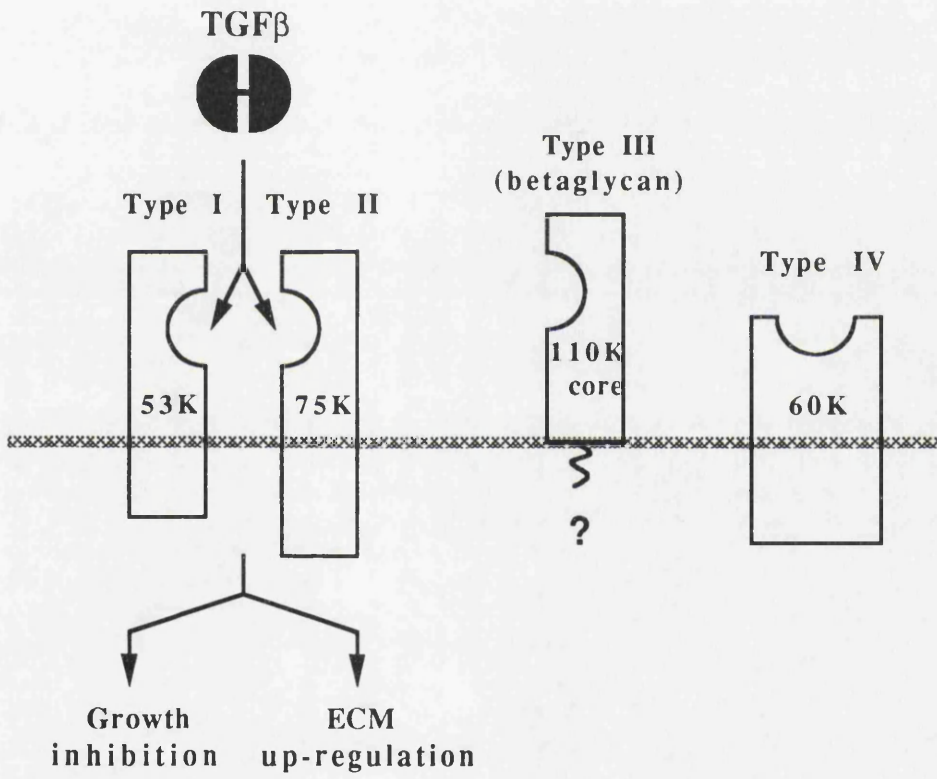 TGFβ
Type I
Type II
Type III
(betaglycan)
Type IV
53K
75K
110K
core
60K
?
Growth
inhibition
ECM
up-regulation